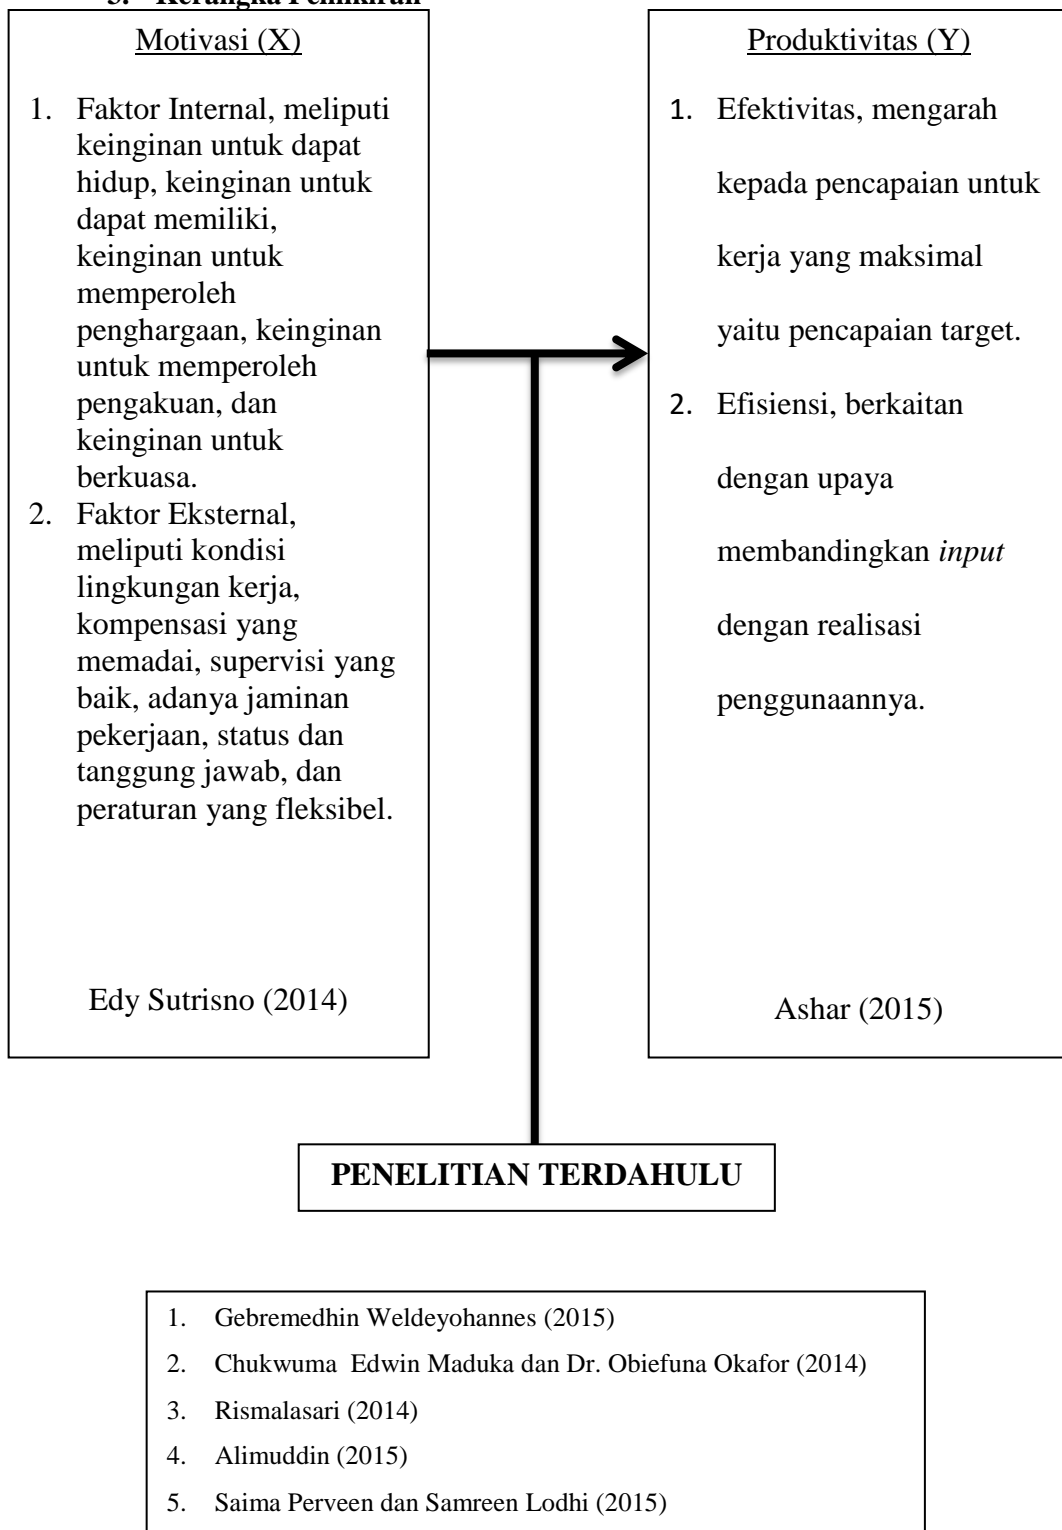 3. Kerangka Pemikiran
Motivasi (X)
1. Faktor Internal, meliputi
keinginan untuk dapat
hidup, keinginan untuk
dapat memiliki,
keinginan untuk
memperoleh
penghargaan, keinginan
untuk memperoleh
pengakuan, dan
keinginan untuk
berkuasa.
2. Faktor Eksternal,
meliputi kondisi
lingkungan kerja,
kompensasi yang
memadai, supervisi yang
baik, adanya jaminan
pekerjaan, status dan
tanggung jawab, dan
peraturan yang fleksibel.
Edy Sutrisno (2014)
Produktivitas (Y)
1. Efektivitas, mengarah
kepada pencapaian untuk
kerja yang maksimal
yaitu pencapaian target.
2. Efisiensi, berkaitan
dengan upaya
membandingkan input
dengan realisasi
penggunaannya.
Ashar (2015)
PENELITIAN TERDAHULU
1. Gebremedhin Weldeyohannes (2015)
2. Chukwuma Edwin Maduka dan Dr. Obiefuna Okafor (2014)
3. Rismalasari (2014)
4. Alimuddin (2015)
5. Saima Perveen dan Samreen Lodhi (2015)